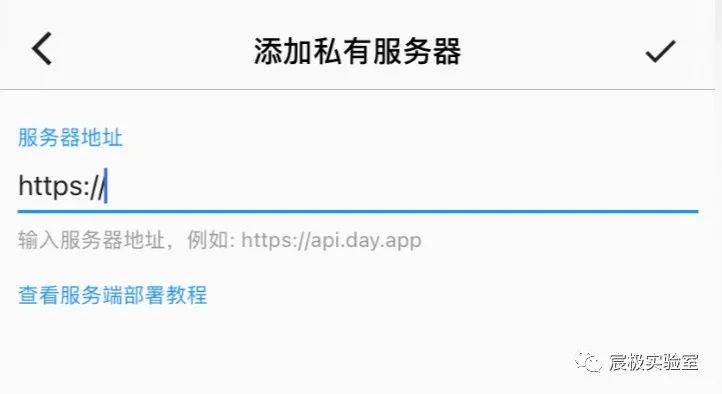 添加私有服务器
服务器地址
https://
输入服务器地址，例如: https://api.day.app
查看服务端部署教程
宸极实验室